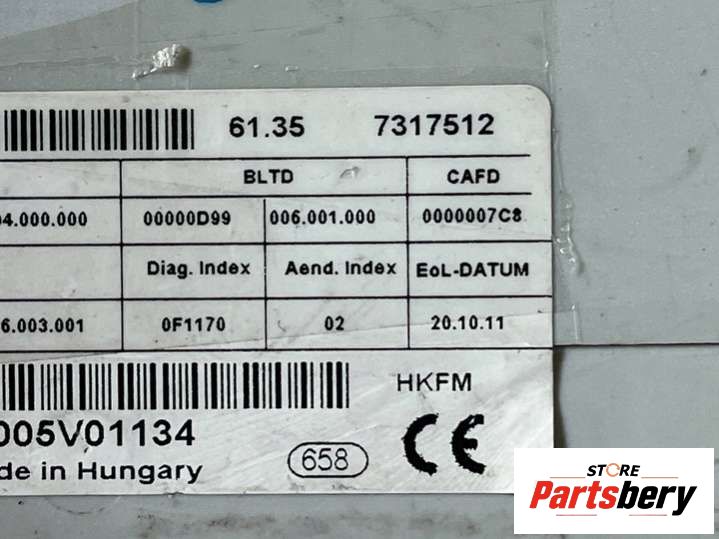 61.35 7317512
BLTD CAFD
04.000.000 00000D99 006.001.000 0000007C8
Diag. Index Aend. Index EoL-DATUM
6.003.001 0F1170 02 20.10.11
HKFM
005V01134
de in Hungary 658 CE
STORE
Partsbery